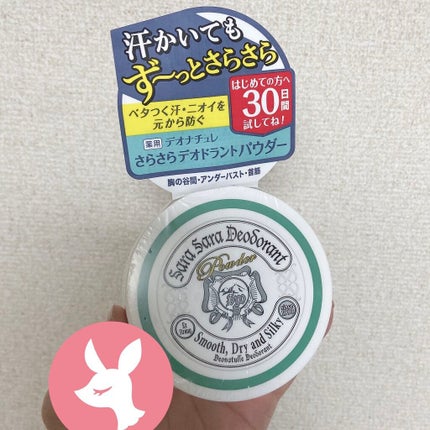 汗かいても
ず〜っとさらさら
ベタつく汗・ニオイを
元から防ぐ
はじめての方へ
30日間
試してね!
薬用 デオナチュレ
さらさらデオドラントパウダー
胸の谷間・アンダーバスト・首筋
Sara Sara Deodorant
Powder
Smooth, Dry and Silky
Deonatulle Deodorant